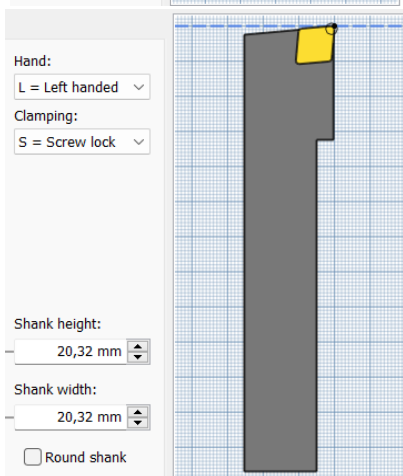 Hand:
L = Left handed
Clamping:
S = Screw lock
Shank height:
20,32 mm
Shank width:
20,32 mm
Round shank